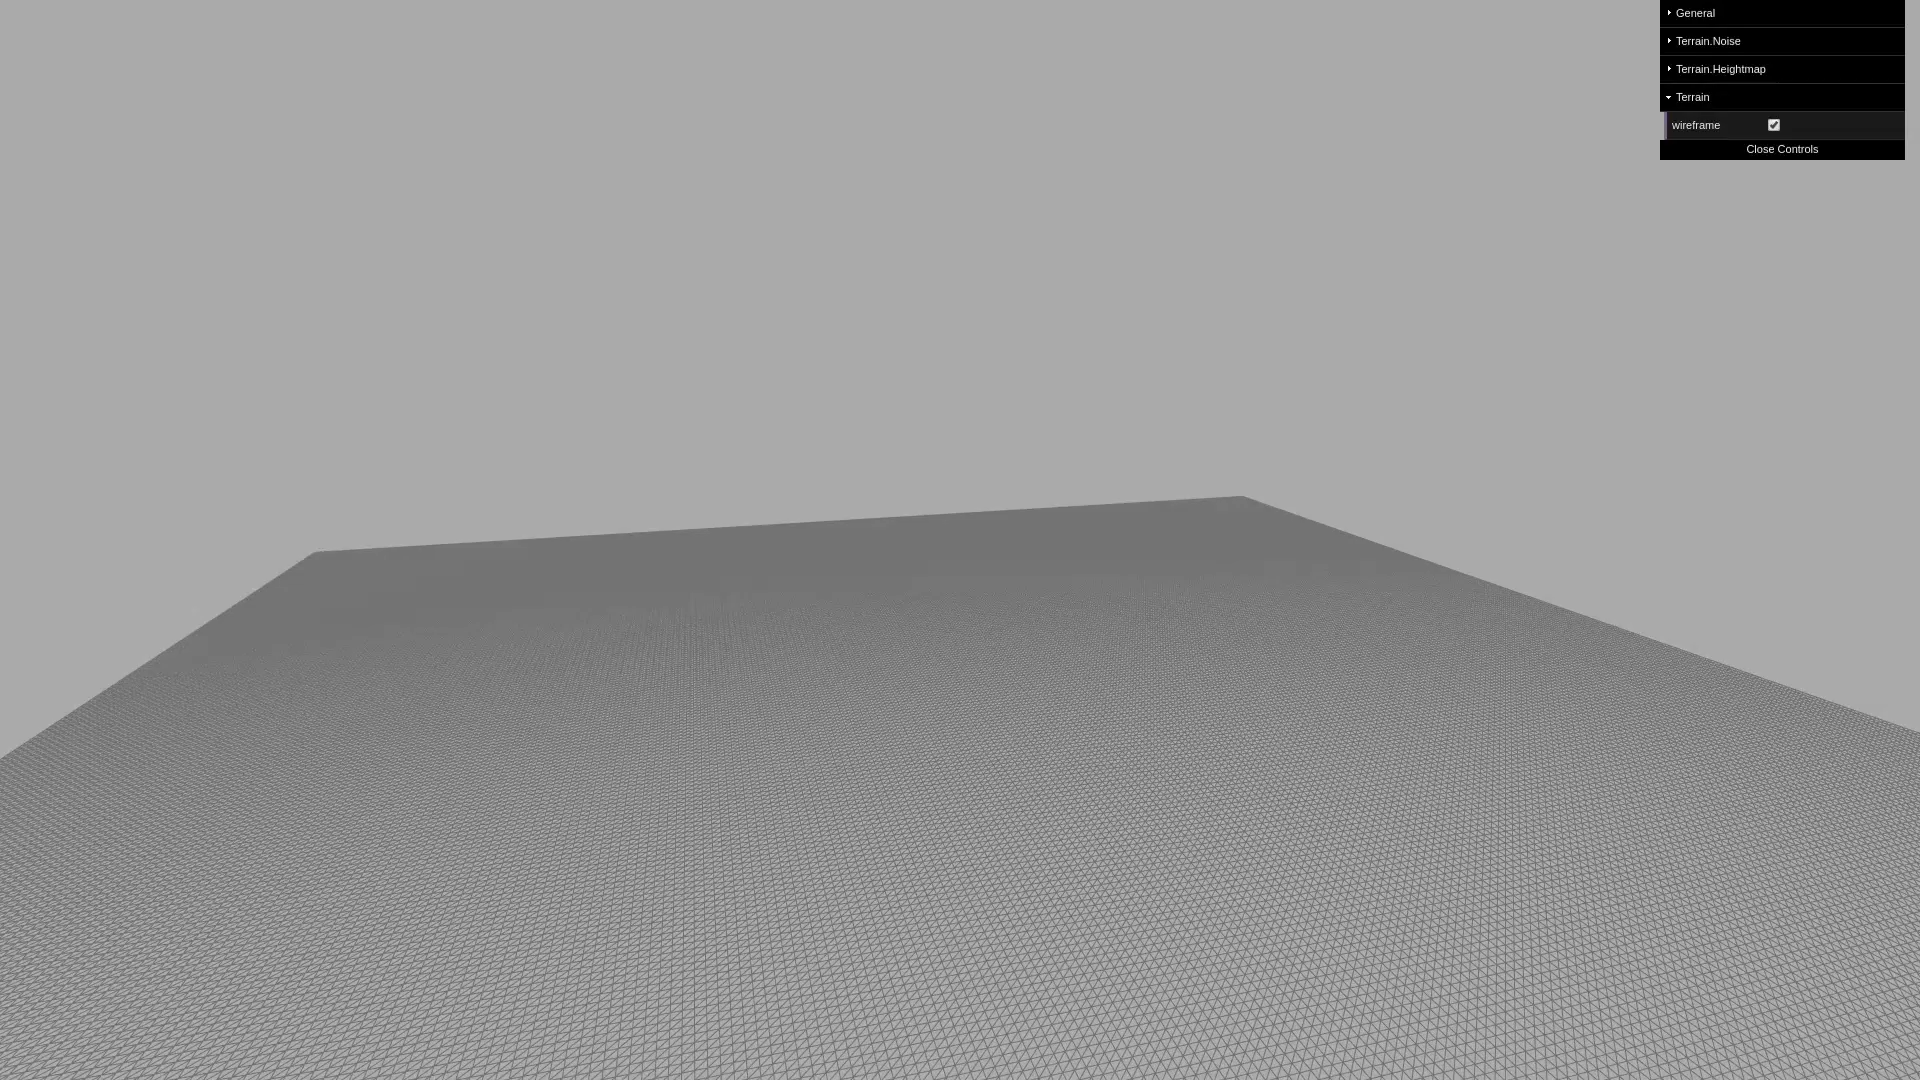 General
Terrain.Noise
Terrain.Heightmap
Terrain
wireframe
Close Controls